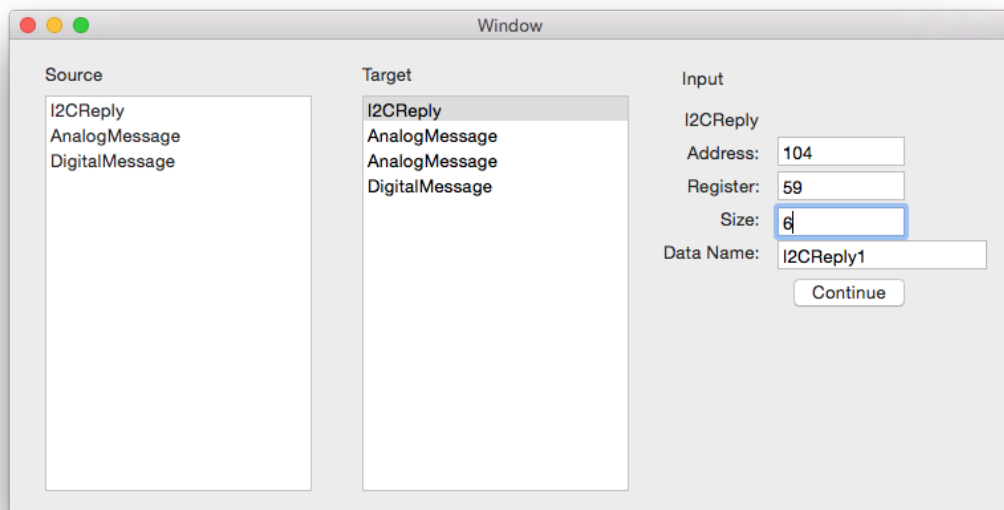 Window
Source
I2CReply
AnalogMessage
DigitalMessage
Target
I2CReply
AnalogMessage
AnalogMessage
DigitalMessage
Input
I2CReply
Address: 104
Register: 59
Size: 6
Data Name: I2CReply1
Continue